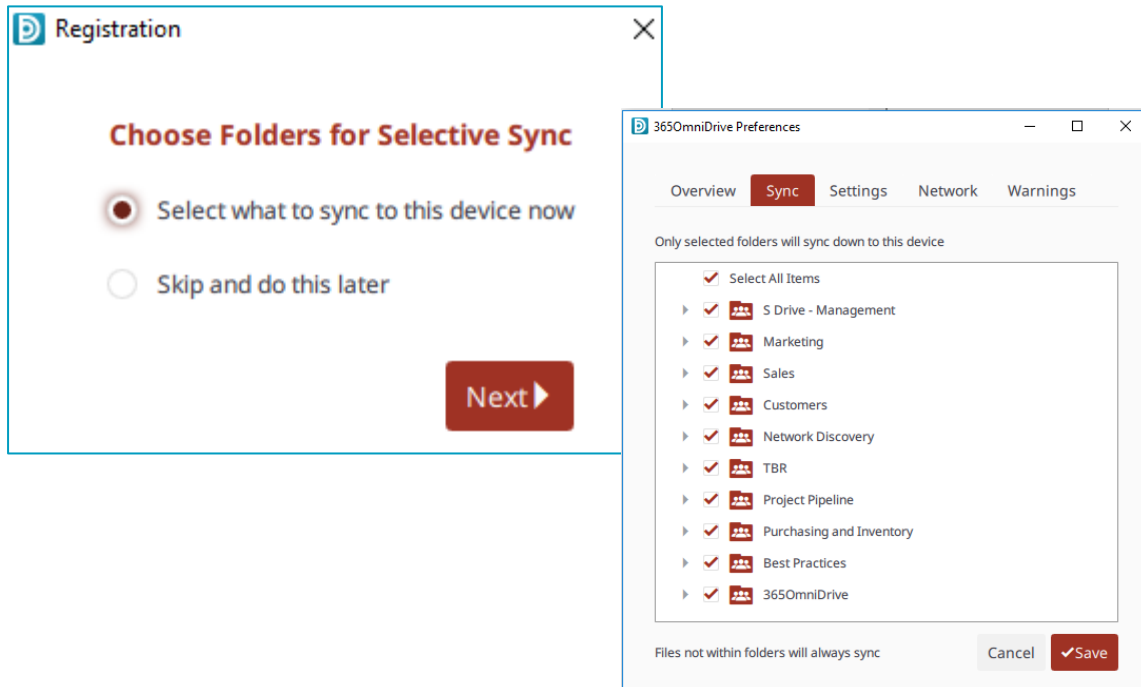 Registration
Choose Folders for Selective Sync
Select what to sync to this device now
Skip and do this later
Next
365OmniDrive Preferences
Overview Sync Settings Network Warnings
Only selected folders will sync down to this device
Select All Items
S Drive - Management
Marketing
Sales
Customers
Network Discovery
TBR
Project Pipeline
Purchasing and Inventory
Best Practices
365OmniDrive
Files not within folders will always sync
Cancel Save